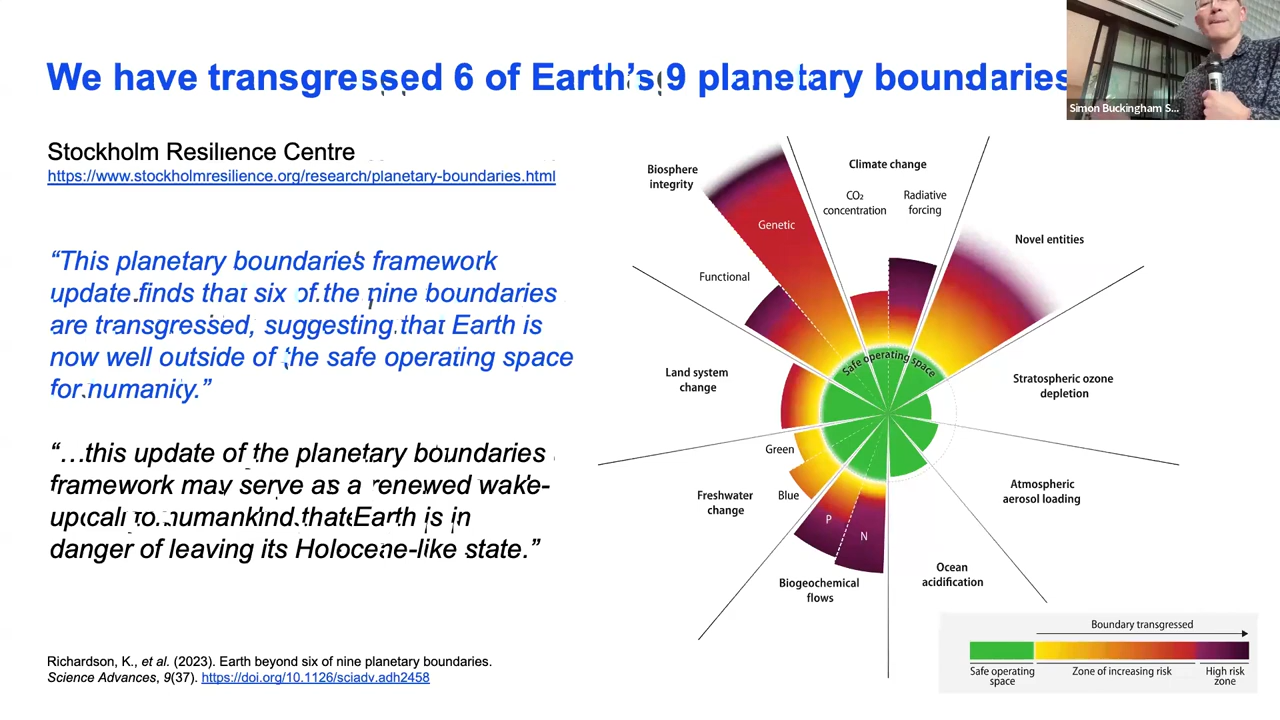 We have transgressed 6 of Earth's 9 planetary boundaries
Simon Buckingham S...
Stockholm Resilience Centre
https://www.stockholmresilience.org/research/planetary-boundaries.html
“This planetary boundaries framework
update finds that six of the nine boundaries
are transgressed, suggesting that Earth is
now well outside of the safe operating space
for humanity.”
“…this update of the planetary boundaries
framework may serve as a renewed wake-
up call to humankind that Earth is in
danger of leaving its Holocene-like state.”
Richardson, K., et al. (2023). Earth beyond six of nine planetary boundaries.
Science Advances, 9(37). https://doi.org/10.1126/sciadv.adh2458
Biosphere
integrity
Genetic
Functional
Climate change
CO₂
concentration
Radiative
forcing
Novel entities
Safe operating space
Stratospheric ozone
depletion
Land system
change
Green
Blue
Freshwater
change
P
N
Biogeochemical
flows
Ocean
acidification
Atmospheric
aerosol loading
Boundary transgressed
Safe operating
space
Zone of increasing risk
High risk
zone